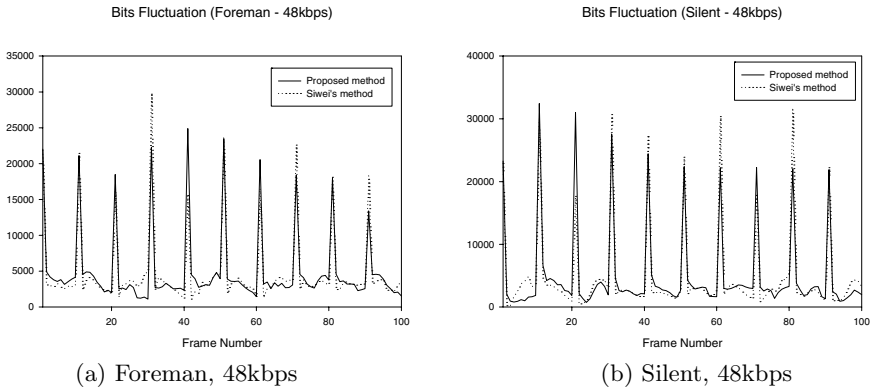 Bits Fluctuation (Foreman - 48kbps)
35000
30000
25000
20000
15000
10000
5000
0
Proposed method
Siwei's method
20 40 60 80 100
Frame Number
(a) Foreman, 48kbps
Bits Fluctuation (Silent - 48kbps)
40000
30000
20000
10000
0
Proposed method
Siwei's method
20 40 60 80 100
Frame Number
(b) Silent, 48kbps